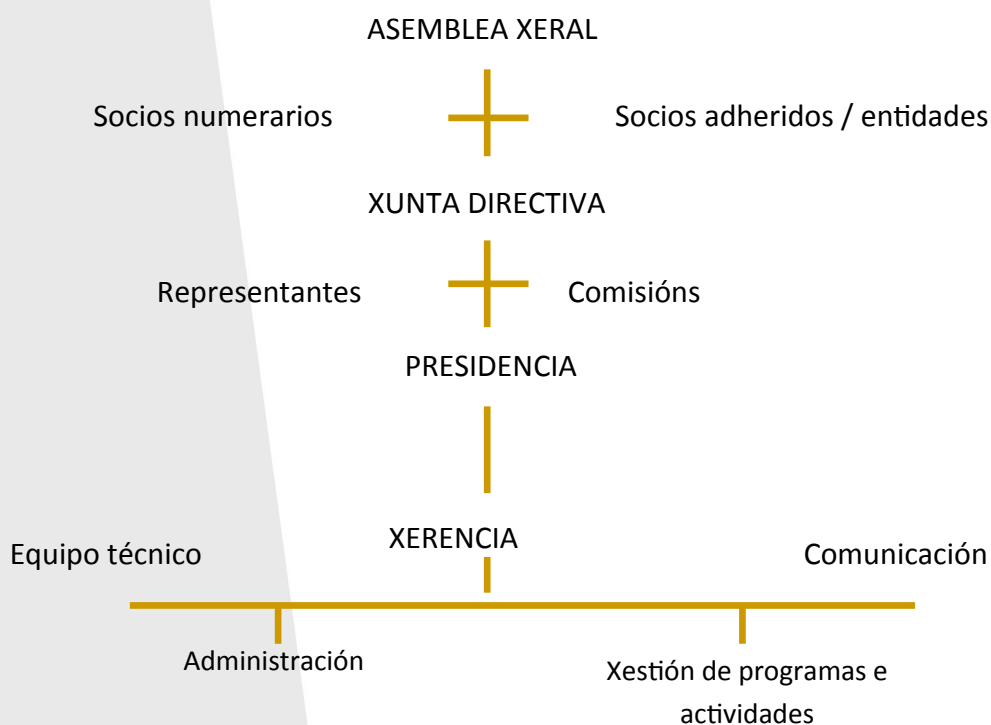 ASEMBLEA XERAL
Socios numerarios
Socios adheridos / entidades
XUNTA DIRECTIVA
Representantes
Comisións
PRESIDENCIA
XERENCIA
Equipo técnico
Comunicación
Administración
Xestión de programas e
actividades